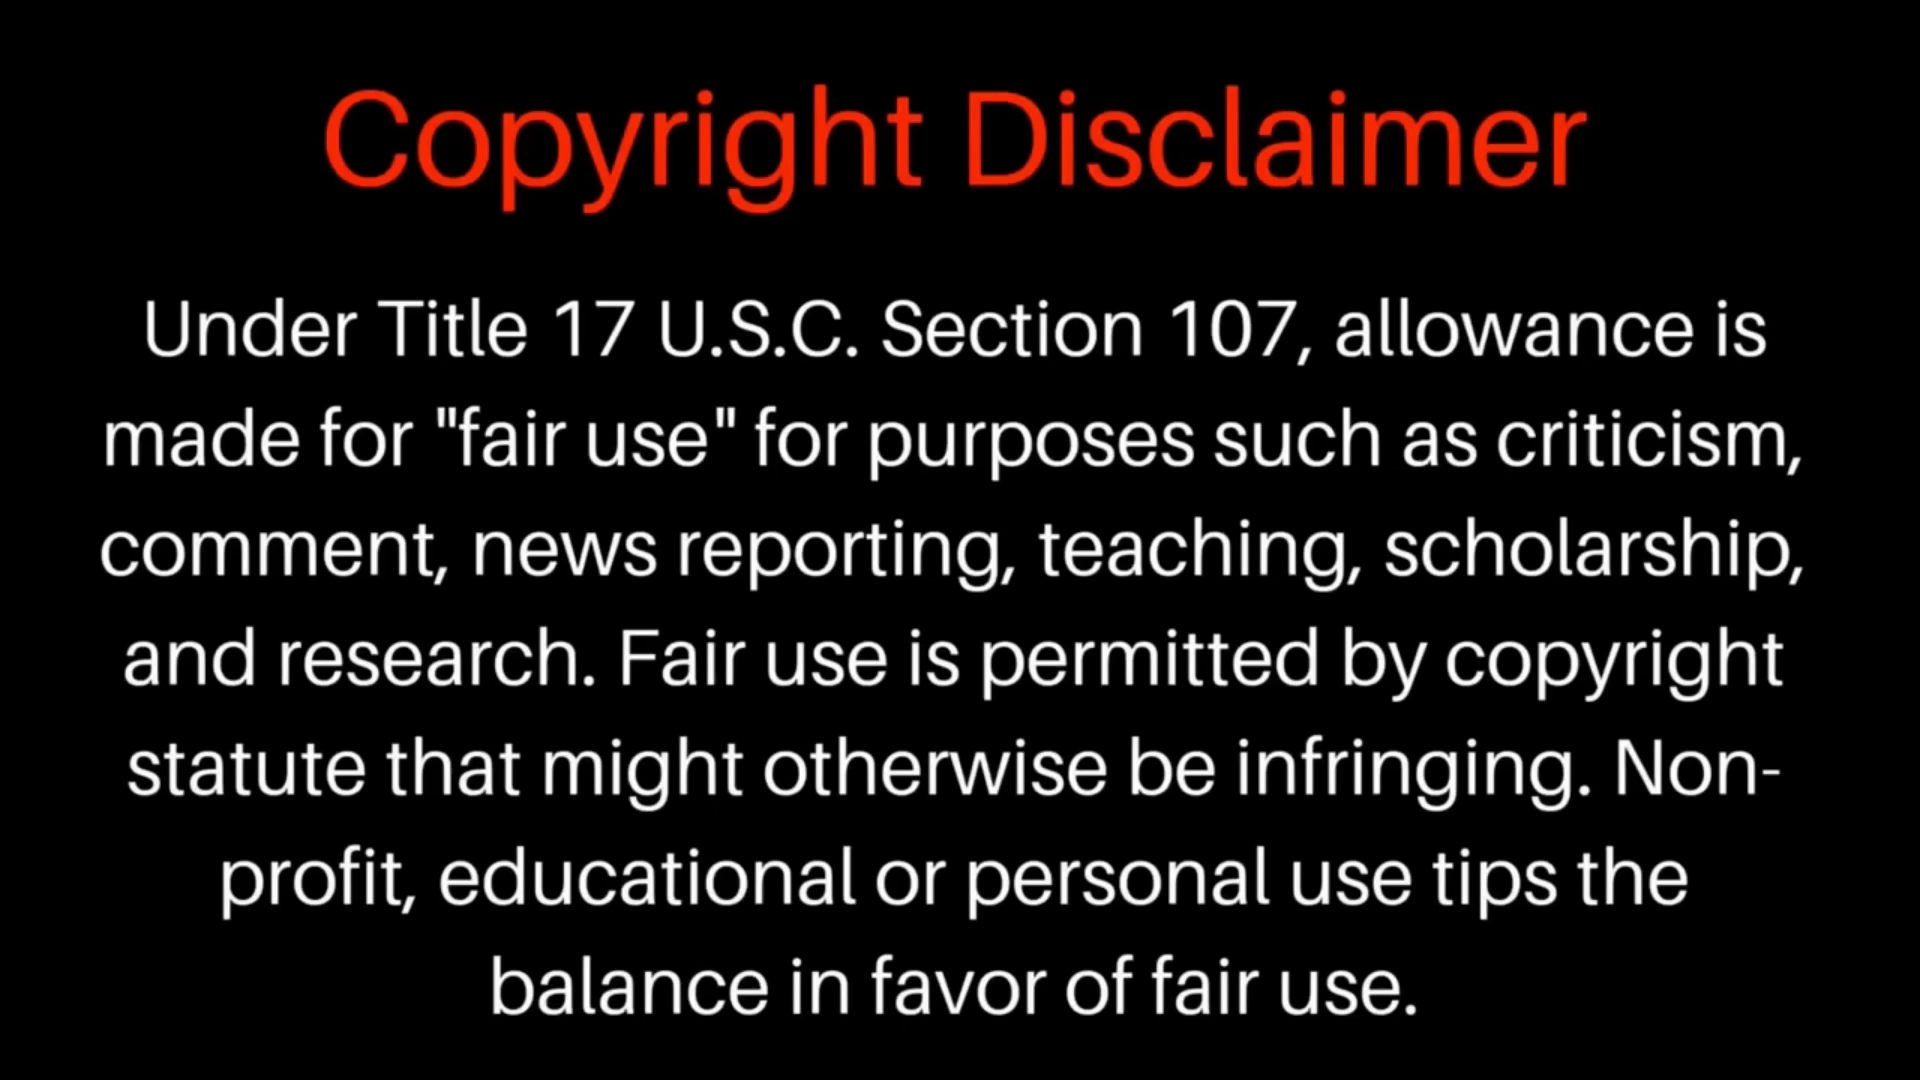 Copyright Disclaimer
Under Title 17 U.S.C. Section 107, allowance is
made for "fair use" for purposes such as criticism,
comment, news reporting, teaching, scholarship,
and research. Fair use is permitted by copyright
statute that might otherwise be infringing. Non-
profit, educational or personal use tips the
balance in favor of fair use.